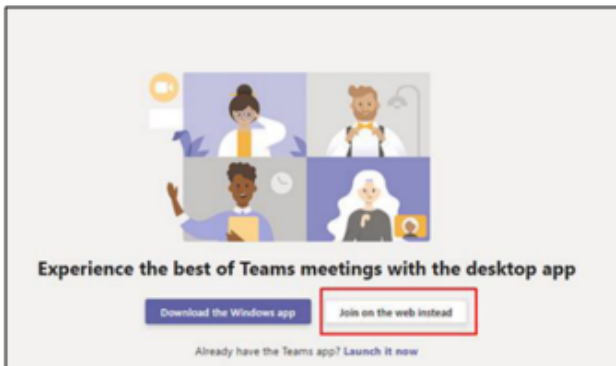 Experience the best of Teams meetings with the desktop app
Download the Windows app Join on the web instead
Already have the Teams app? Launch it now